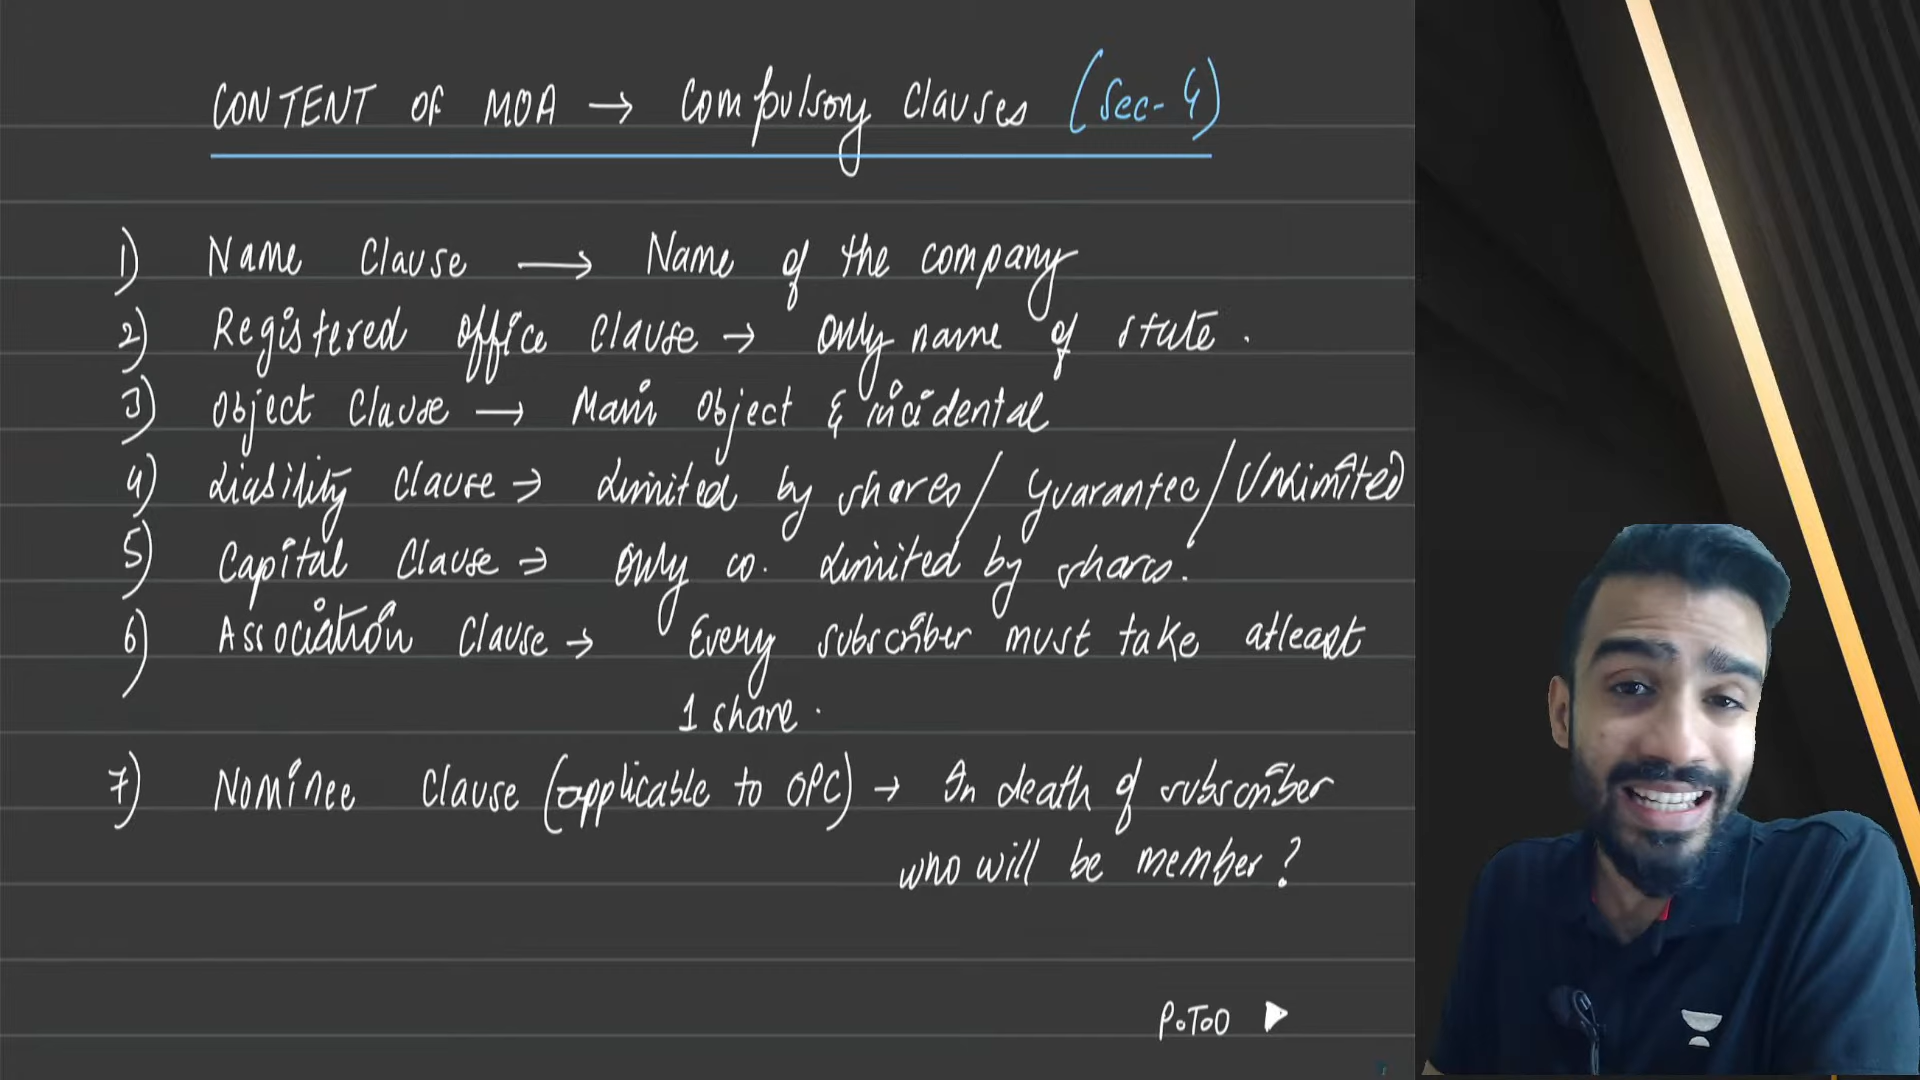 CONTENT OF MOA → Compulsory Clauses (Sec-4)
1) Name Clause → Name of the company
2) Registered office Clause → Only name of state.
3) Object Clause → Main Object & incidental
4) Liability Clause → Limited by shares/ Guarantee/ Unlimited
5) Capital Clause → Only co. Limited by shares.
6) Association Clause → Every subscriber must take atleast
1 share.
7) Nominee Clause (applicable to OPC) → In death of subscriber
who will be member?
P.T.O ▶